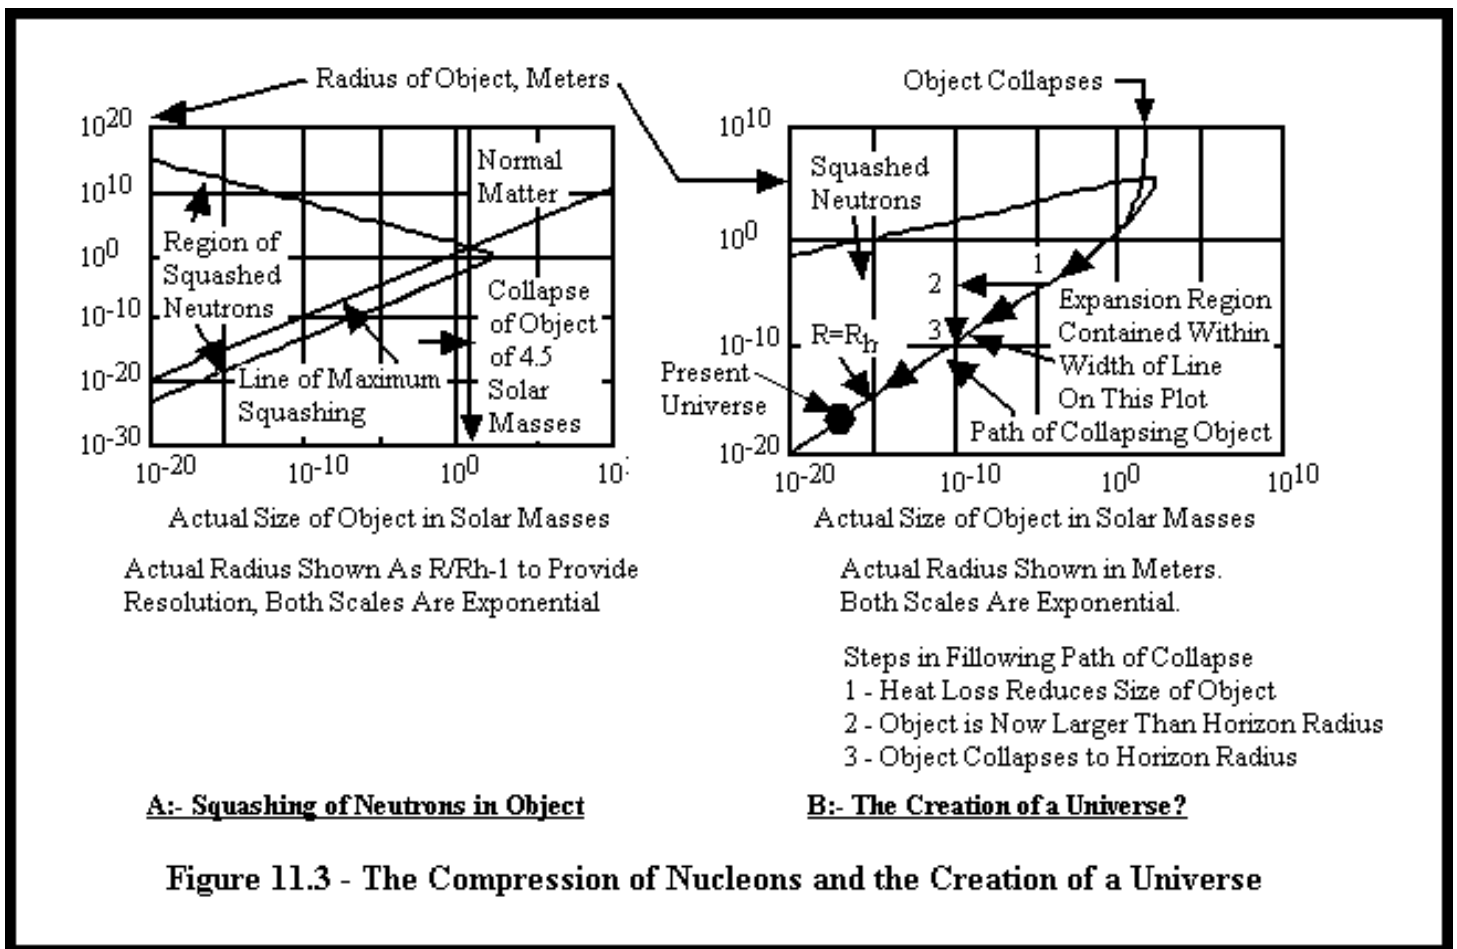 Radius of Object, Meters
10^20
10^10
10^0
10^-10
10^-20
10^-30
Normal
Matter
Region of
Squashed
Neutrons
Collapse
of Object
of 4.5
Solar
Masses
Line of Maximum
Squashing
10^-20
10^-10
10^0
10
Actual Size of Object in Solar Masses
Actual Radius Shown As R/Rh-1 to Provide
Resolution, Both Scales Are Exponential
A:- Squashing of Neutrons in Object
Object Collapses
10^10
10^0
10^-10
10^-20
Squashed
Neutrons
1
2
3
R=Rh
Present
Universe
Expansion Region
Contained Within
Width of Line
On This Plot
Path of Collapsing Object
10^-20
10^-10
10^0
10^10
Actual Size of Object in Solar Masses
Actual Radius Shown in Meters.
Both Scales Are Exponential.
Steps in Fillowing Path of Collapse
1 - Heat Loss Reduces Size of Object
2 - Object is Now Larger Than Horizon Radius
3 - Object Collapses to Horizon Radius
B:- The Creation of a Universe?
Figure 11.3 - The Compression of Nucleons and the Creation of a Universe